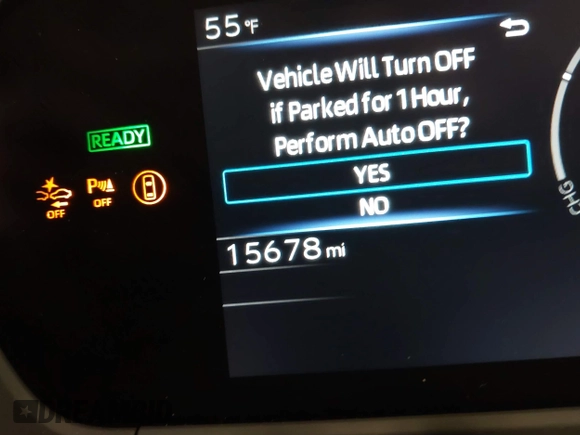 55°F
Vehicle Will Turn OFF
if Parked for 1 Hour,
Perform Auto OFF?
YES
NO
READY
OFF
P
OFF
15678 mi
CHG